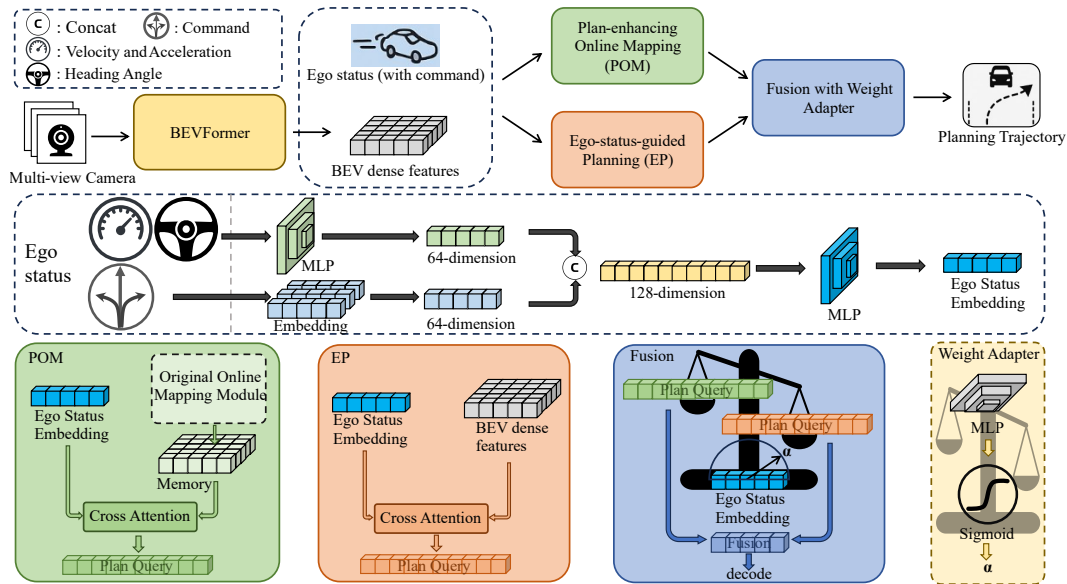 C : Concat
: Command
: Velocity and Acceleration
: Heading Angle
Multi-view Camera
BEVFormer
Ego status (with command)
BEV dense features
Plan-enhancing
Online Mapping
(POM)
Ego-status-guided
Planning (EP)
Fusion with Weight
Adapter
Planning Trajectory
Ego
status
MLP
64-dimension
Embedding
64-dimension
C
128-dimension
MLP
Ego Status
Embedding
POM
Ego Status
Embedding
Original Online
Mapping Module
Memory
Cross Attention
Plan Query
EP
Ego Status
Embedding
BEV dense
features
Cross Attention
Plan Query
Fusion
Plan Query
Plan Query
α
Ego Status
Embedding
Fusion
decode
Weight Adapter
MLP
Sigmoid
α